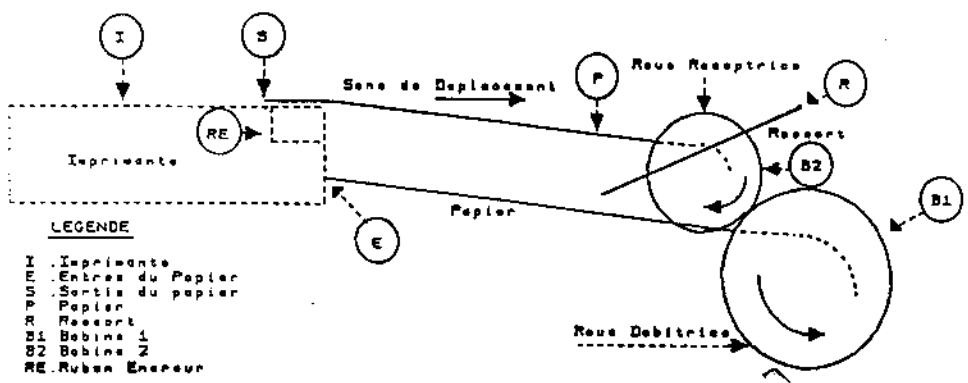 I
S
Sens de Deplacement
P
Roue Receptrice
R
RE
Ressort
Imprimante
B2
Papier
B1
E
LEGENDE
I .Imprimante
E .Entree du Papier
S .Sortie du papier
P Papier
R Ressort
B1 Bobine 1
B2 Bobine 2
RE.Ruban Encreur
Roue Debitrice